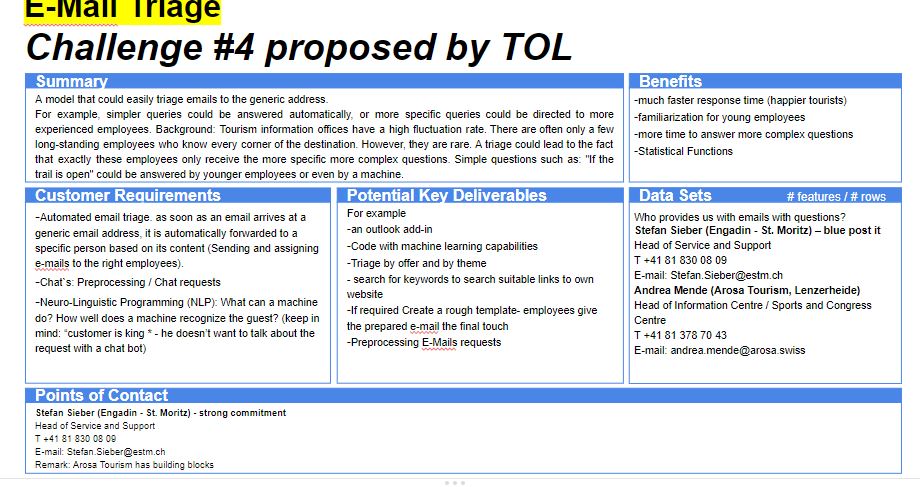 E-Mail Triage
Challenge #4 proposed by TOL
Summary
A model that could easily triage emails to the generic address.
For example, simpler queries could be answered automatically, or more specific queries could be directed to more
experienced employees. Background: Tourism information offices have a high fluctuation rate. There are often only a few
long-standing employees who know every corner of the destination. However, they are rare. A triage could lead to the fact
that exactly these employees only receive the more specific more complex questions. Simple questions such as: "If the
trail is open" could be answered by younger employees or even by a machine.
Benefits
-much faster response time (happier tourists)
-familiarization for young employees
-more time to answer more complex questions
-Statistical Functions
Customer Requirements
-Automated email triage. as soon as an email arrives at a
generic email address, it is automatically forwarded to a
specific person based on its content (Sending and assigning
e-mails to the right employees).
-Chat`s: Preprocessing / Chat requests
-Neuro-Linguistic Programming (NLP): What can a machine
do? How well does a machine recognize the guest? (keep in
mind: “customer is king * - he doesn’t want to talk about the
request with a chat bot)
Potential Key Deliverables
For example
-an outlook add-in
-Code with machine learning capabilities
-Triage by offer and by theme
- search for keywords to search suitable links to own
website
-If required Create a rough template- employees give
the prepared e-mail the final touch
-Preprocessing E-Mails requests
Data Sets # features / # rows
Who provides us with emails with questions?
Stefan Sieber (Engadin - St. Moritz) – blue post it
Head of Service and Support
T +41 81 830 08 09
E-mail: Stefan.Sieber@estm.ch
Andrea Mende (Arosa Tourism, Lenzerheide)
Head of Information Centre / Sports and Congress
Centre
T +41 81 378 70 43
E-mail: andrea.mende@arosa.swiss
Points of Contact
Stefan Sieber (Engadin - St. Moritz) - strong commitment
Head of Service and Support
T +41 81 830 08 09
E-mail: Stefan.Sieber@estm.ch
Remark: Arosa Tourism has building blocks